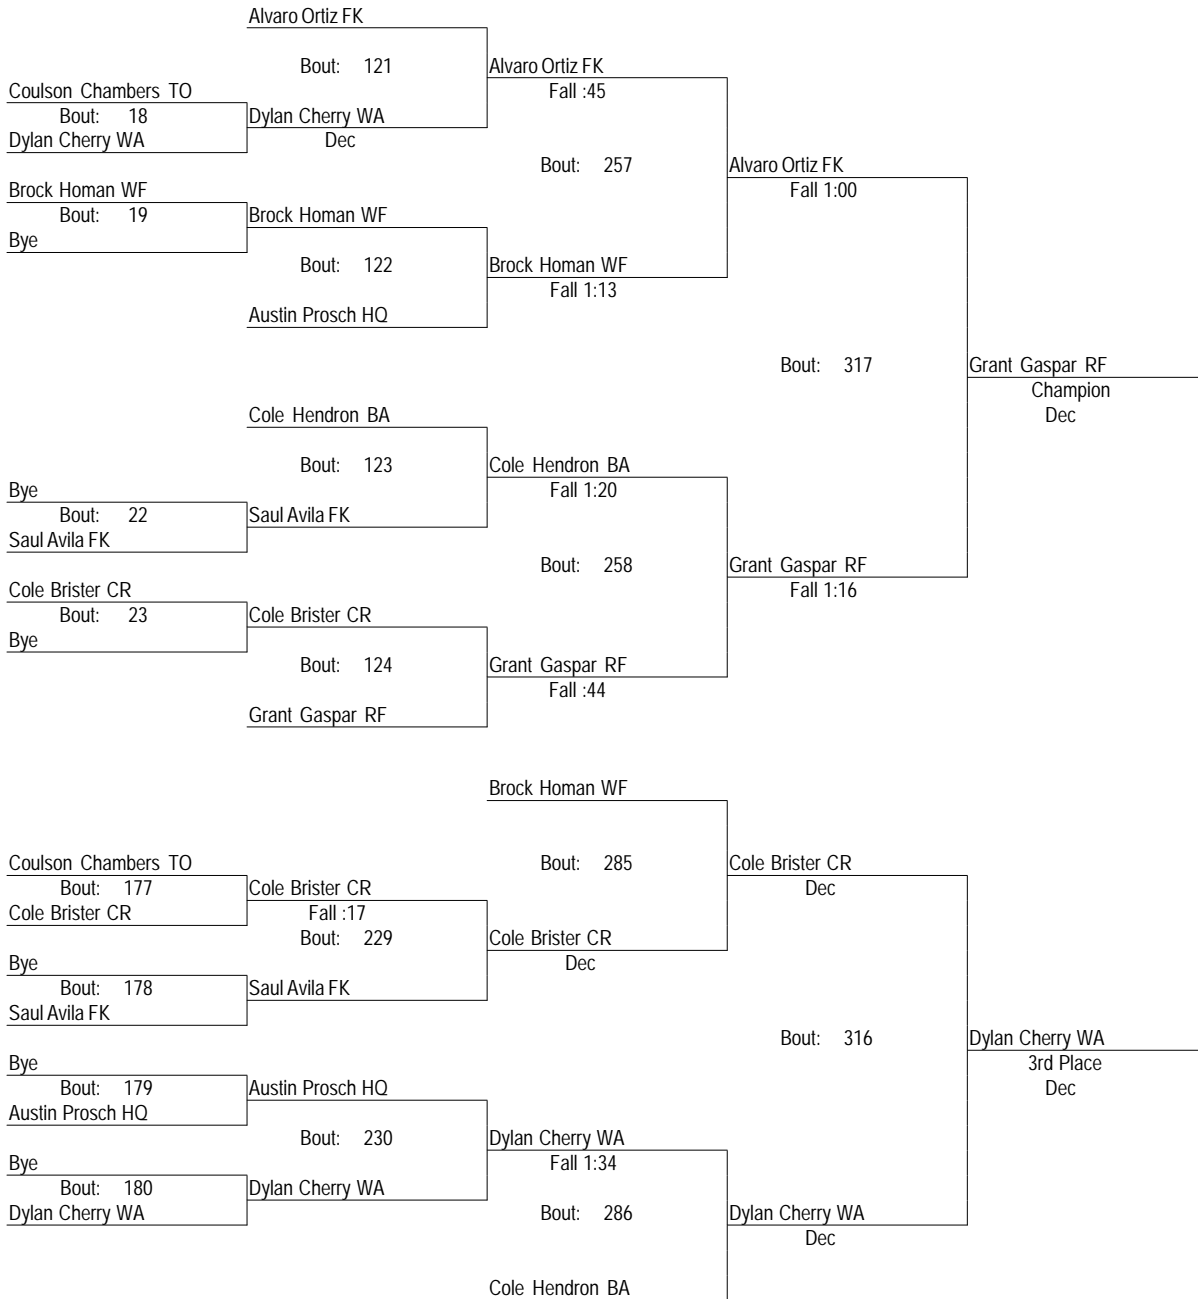 Alvaro Ortiz FK
Bout: 121
Alvaro Ortiz FK
Fall :45
Coulson Chambers TO
Bout: 18
Dylan Cherry WA
Dylan Cherry WA
Dec
Bout: 257
Alvaro Ortiz FK
Fall 1:00
Brock Homan WF
Bout: 19
Bye
Brock Homan WF
Bout: 122
Brock Homan WF
Fall 1:13
Austin Prosch HQ
Bout: 317
Grant Gaspar RF
Champion
Dec
Cole Hendron BA
Bout: 123
Cole Hendron BA
Fall 1:20
Bye
Bout: 22
Saul Avila FK
Saul Avila FK
Bout: 258
Grant Gaspar RF
Fall 1:16
Cole Brister CR
Bout: 23
Bye
Cole Brister CR
Bout: 124
Grant Gaspar RF
Fall :44
Grant Gaspar RF
Brock Homan WF
Bout: 285
Cole Brister CR
Dec
Coulson Chambers TO
Bout: 177
Cole Brister CR
Cole Brister CR
Fall :17
Bout: 229
Cole Brister CR
Dec
Bye
Bout: 178
Saul Avila FK
Saul Avila FK
Bout: 316
Dylan Cherry WA
3rd Place
Dec
Bye
Bout: 179
Austin Prosch HQ
Austin Prosch HQ
Bout: 230
Dylan Cherry WA
Fall 1:34
Bye
Bout: 180
Dylan Cherry WA
Dylan Cherry WA
Bout: 286
Dylan Cherry WA
Dec
Cole Hendron BA